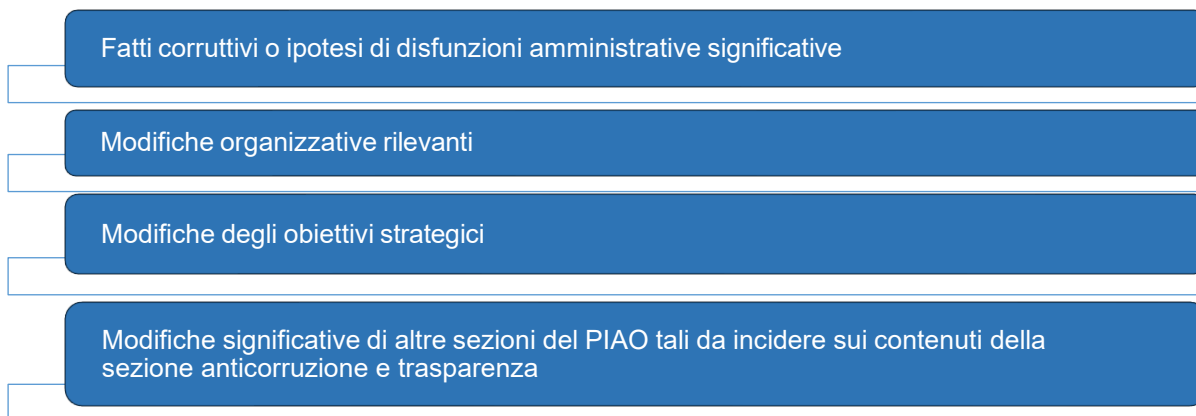 Fatti corruttivi o ipotesi di disfunzioni amministrative significative
Modifiche organizzative rilevanti
Modifiche degli obiettivi strategici
Modifiche significative di altre sezioni del PIAO tali da incidere sui contenuti della
sezione anticorruzione e trasparenza